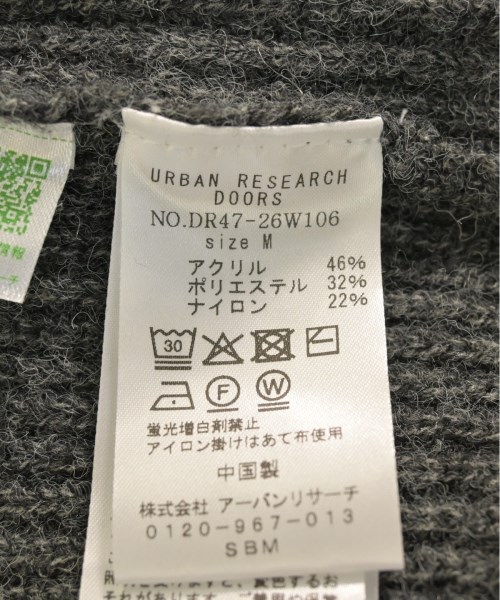 URBAN RESEARCH
DOORS
NO.DR47-26W106
size M
アクリル 46%
ポリエステル 32%
ナイロン 22%
30
F W
蛍光増白剤禁止
アイロン掛けはあて布使用
中国製
株式会社 アーバンリサーチ
0120-967-013
SBM
情報